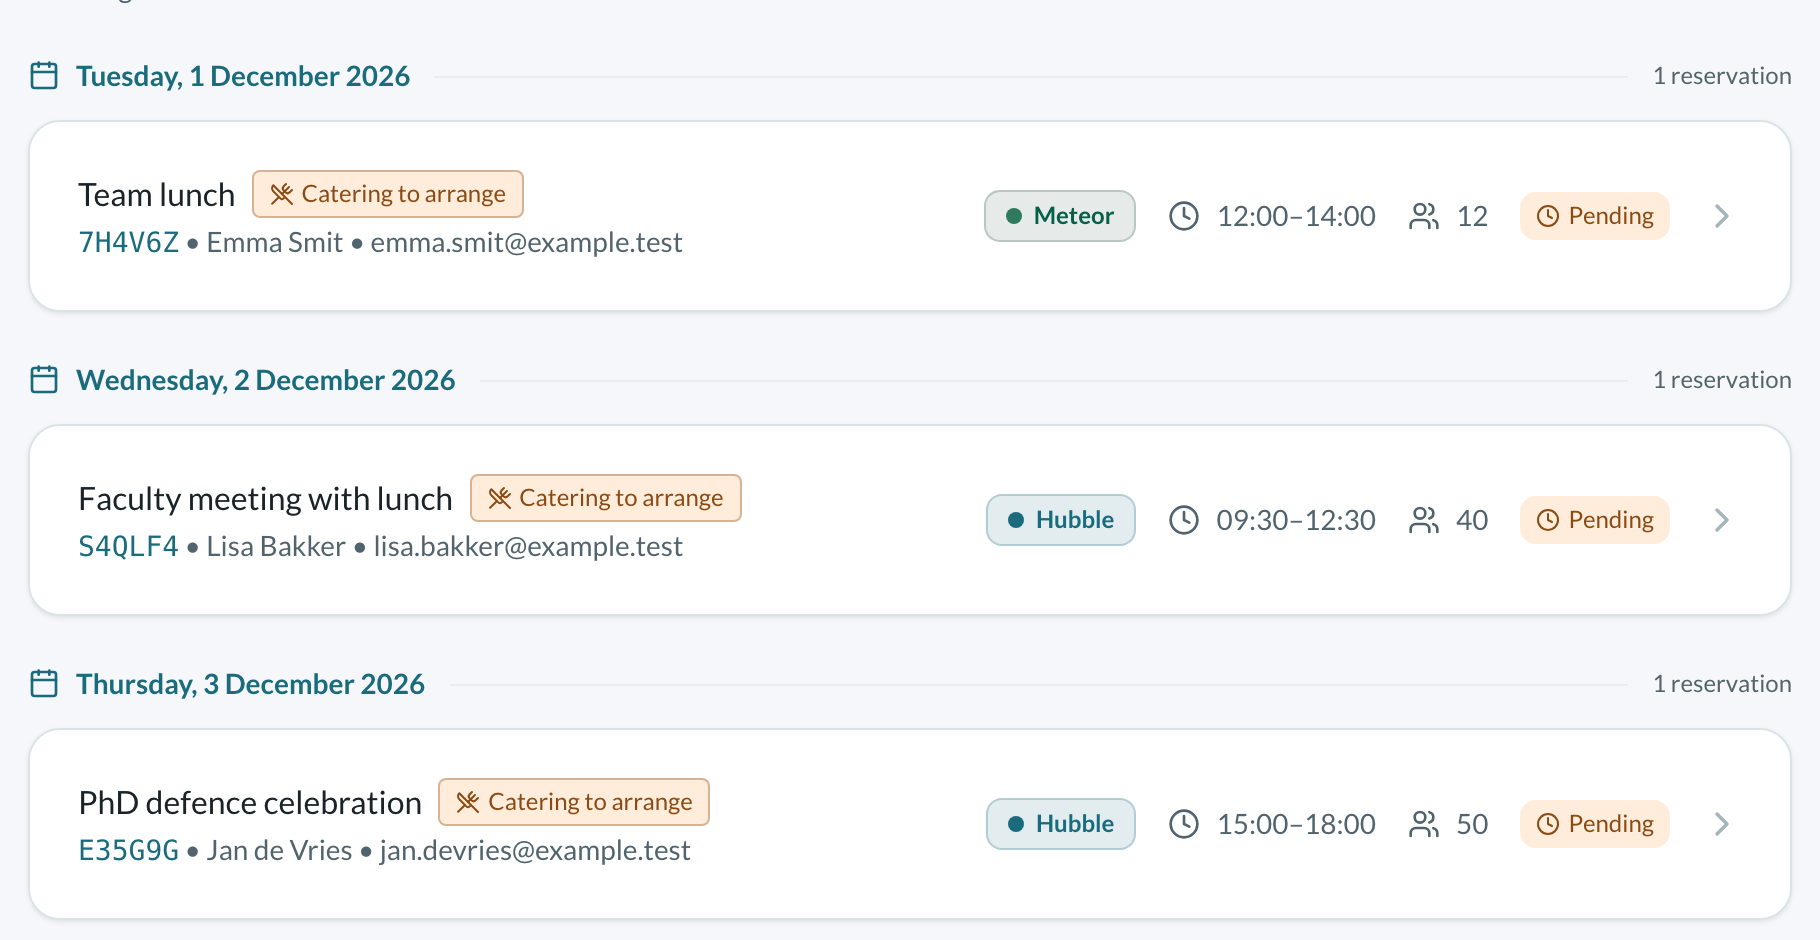 Tuesday, 1 December 2026 1 reservation
Team lunch Catering to arrange
7H4V6Z • Emma Smit • emma.smit@example.test
Meteor 12:00–14:00 12 Pending
Wednesday, 2 December 2026 1 reservation
Faculty meeting with lunch Catering to arrange
S4QLF4 • Lisa Bakker • lisa.bakker@example.test
Hubble 09:30–12:30 40 Pending
Thursday, 3 December 2026 1 reservation
PhD defence celebration Catering to arrange
E35G9G • Jan de Vries • jan.devries@example.test
Hubble 15:00–18:00 50 Pending